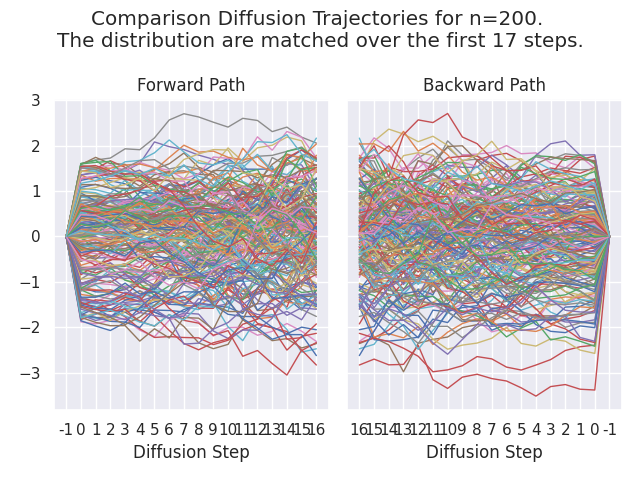 Comparison Diffusion Trajectories for n=200.
The distribution are matched over the first 17 steps.
Forward Path
Backward Path
3
2
1
0
−1
−2
−3
-1 0 1 2 3 4 5 6 7 8 9 10 11 12 13 14 15 16
16 15 14 13 12 11 10 9 8 7 6 5 4 3 2 1 0 -1
Diffusion Step
Diffusion Step